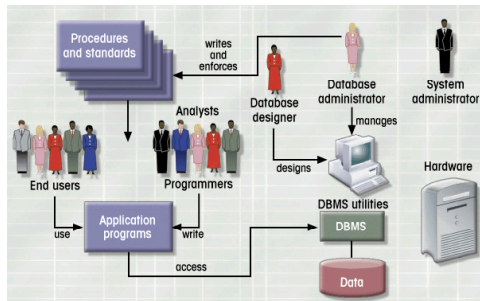 Procedures
and standards
writes
and
enforces
Database
designer
Database
administrator
System
administrator
Analysts
manages
End users
Programmers
designs
Hardware
DBMS utilities
use
Application
programs
write
DBMS
access
Data